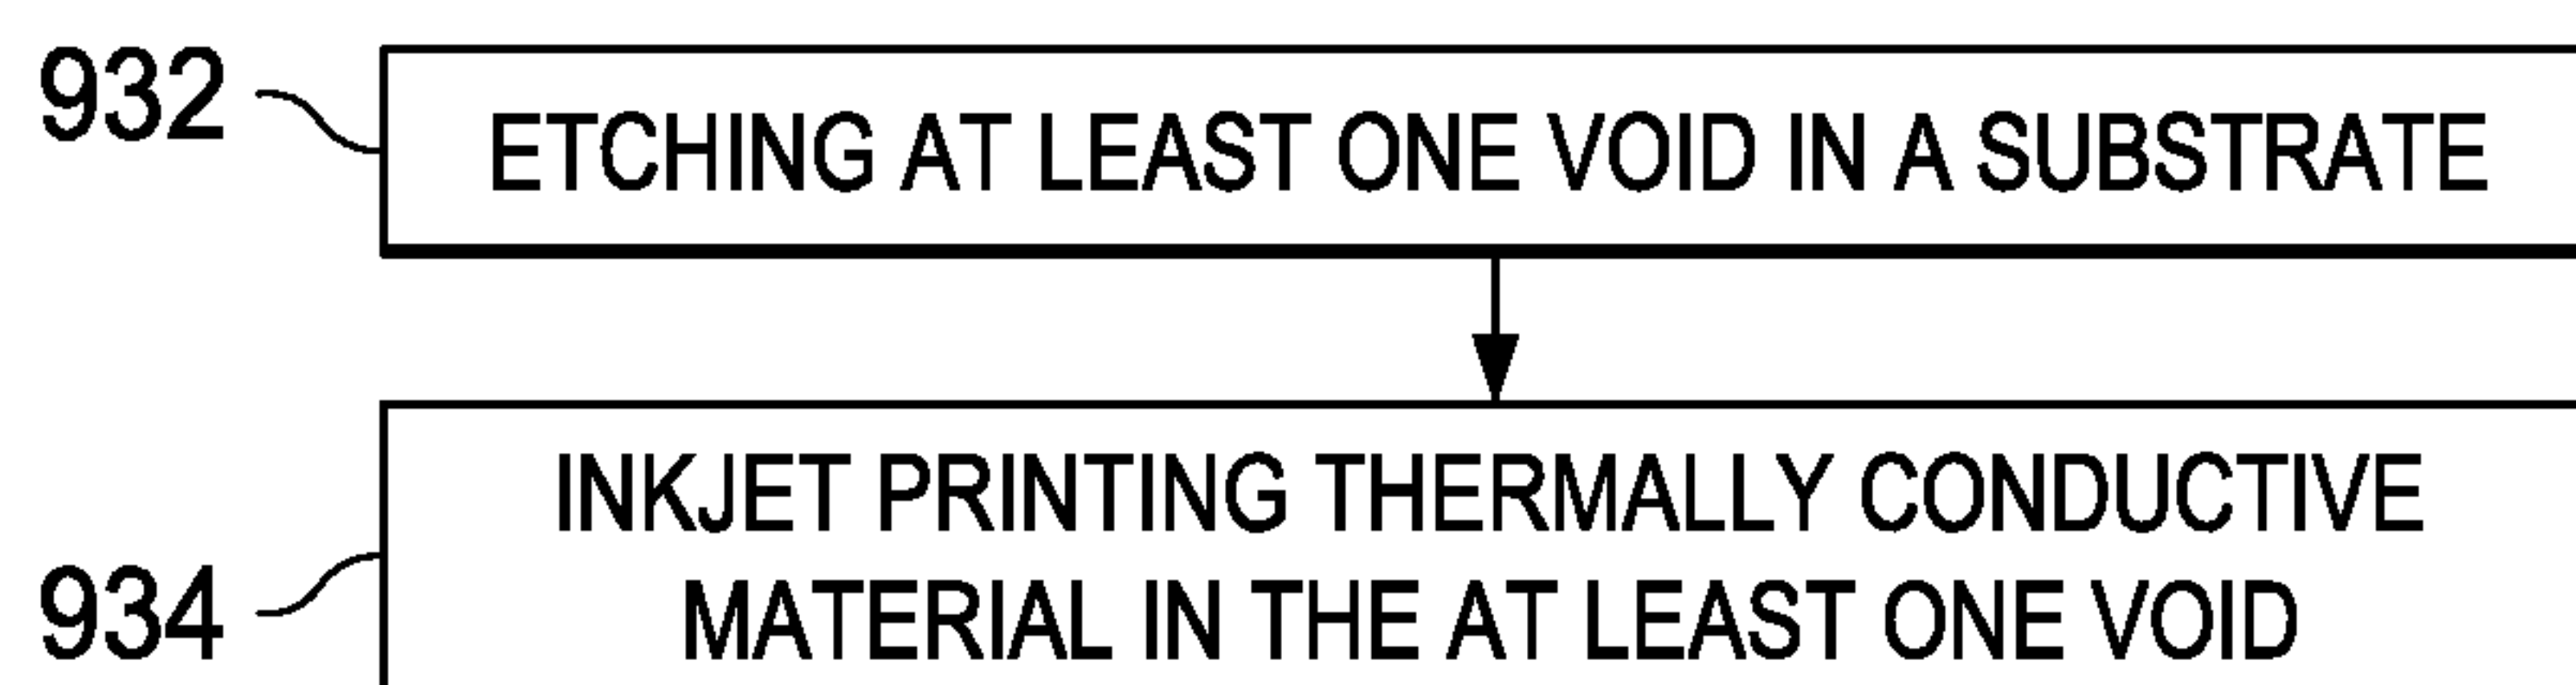 932
ETCHING AT LEAST ONE VOID IN A SUBSTRATE
INKJET PRINTING THERMALLY CONDUCTIVE
MATERIAL IN THE AT LEAST ONE VOID
934